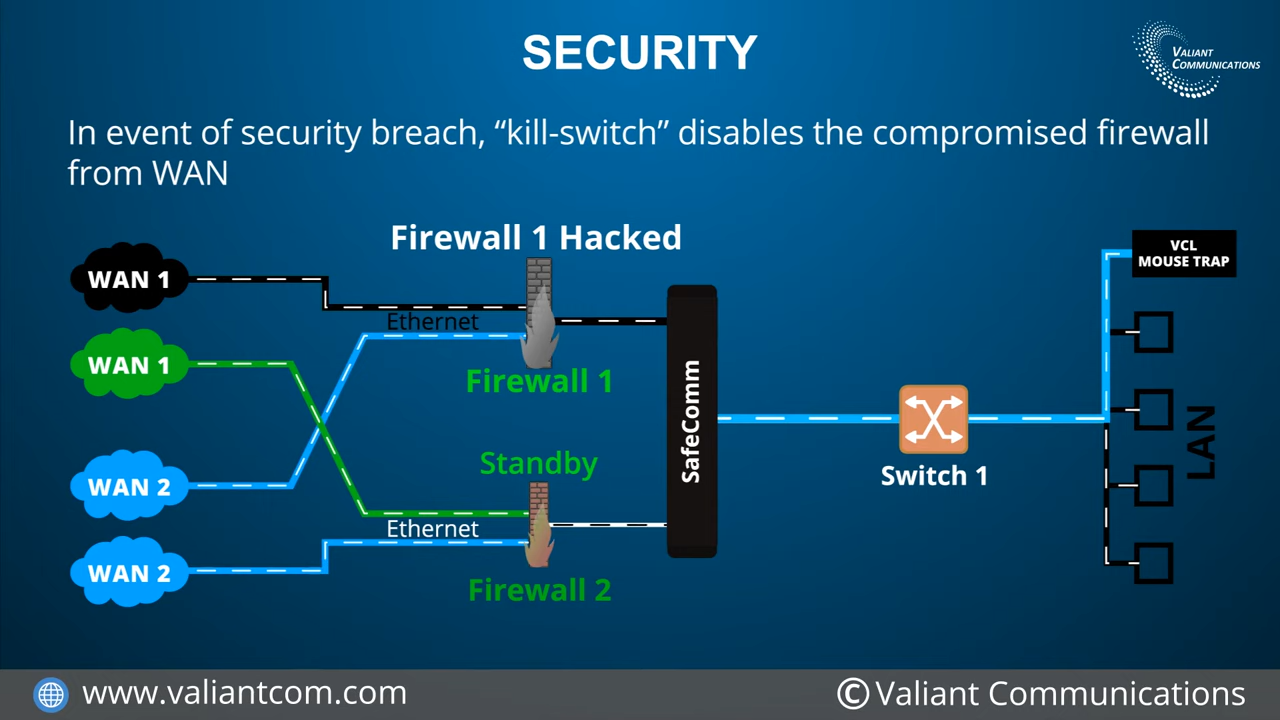 SECURITY
VALIANT
COMMUNICATIONS
In event of security breach, “kill-switch” disables the compromised firewall
from WAN
Firewall 1 Hacked
WAN 1
Ethernet
WAN 1
Firewall 1
WAN 2
Standby
Ethernet
WAN 2
Firewall 2
SafeComm
Switch 1
VCL
MOUSE TRAP
LAN
www.valiantcom.com
© Valiant Communications